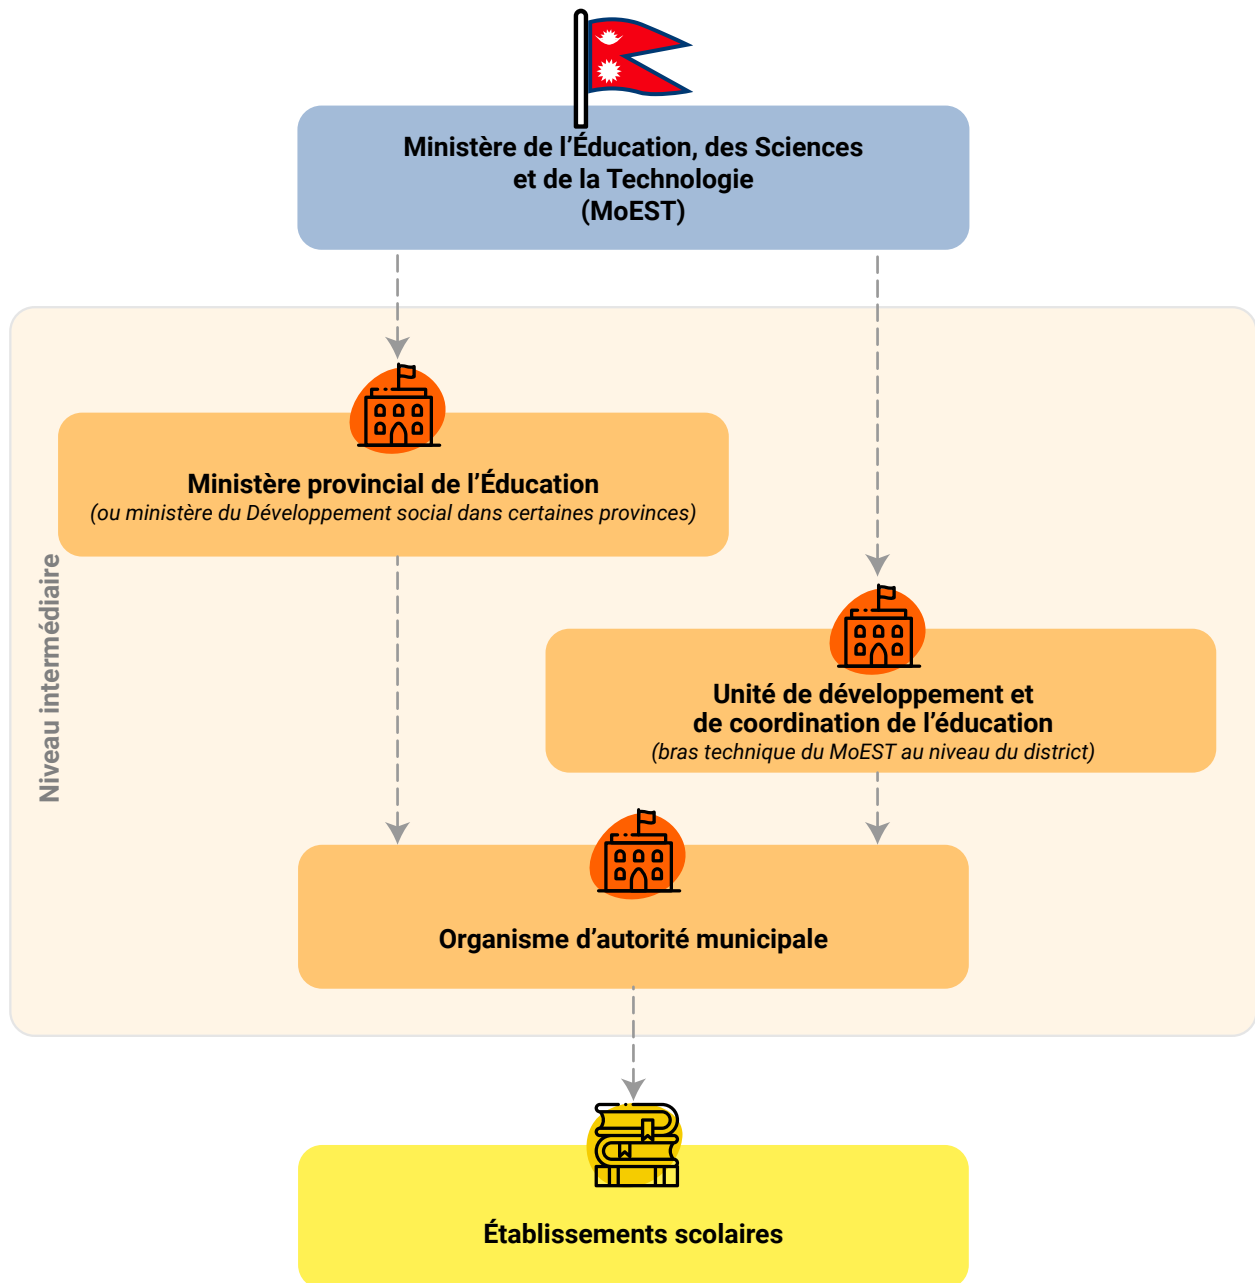 Ministère de l’Éducation, des Sciences
et de la Technologie
(MoEST)
Niveau intermédiaire
Ministère provincial de l’Éducation
(ou ministère du Développement social dans certaines provinces)
Unité de développement et
de coordination de l’éducation
(bras technique du MoEST au niveau du district)
Organisme d’autorité municipale
Établissements scolaires